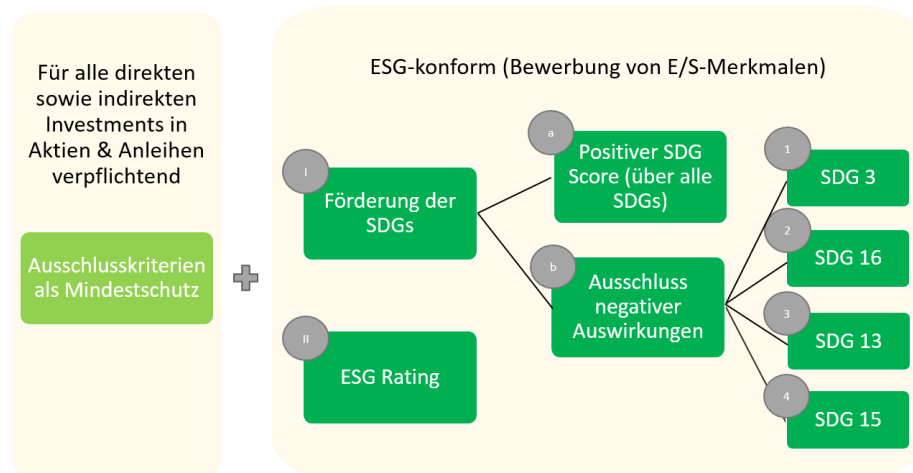 Für alle direkten
sowie indirekten
Investments in
Aktien & Anleihen
verpflichtend
Ausschlusskriterien
als Mindestschutz
ESG-konform (Bewerbung von E/S-Merkmalen)
I
Förderung der
SDGs
II
ESG Rating
a
Positiver SDG
Score (über alle
SDGs)
b
Ausschluss
negativer
Auswirkungen
1
SDG 3
2
SDG 16
3
SDG 13
4
SDG 15